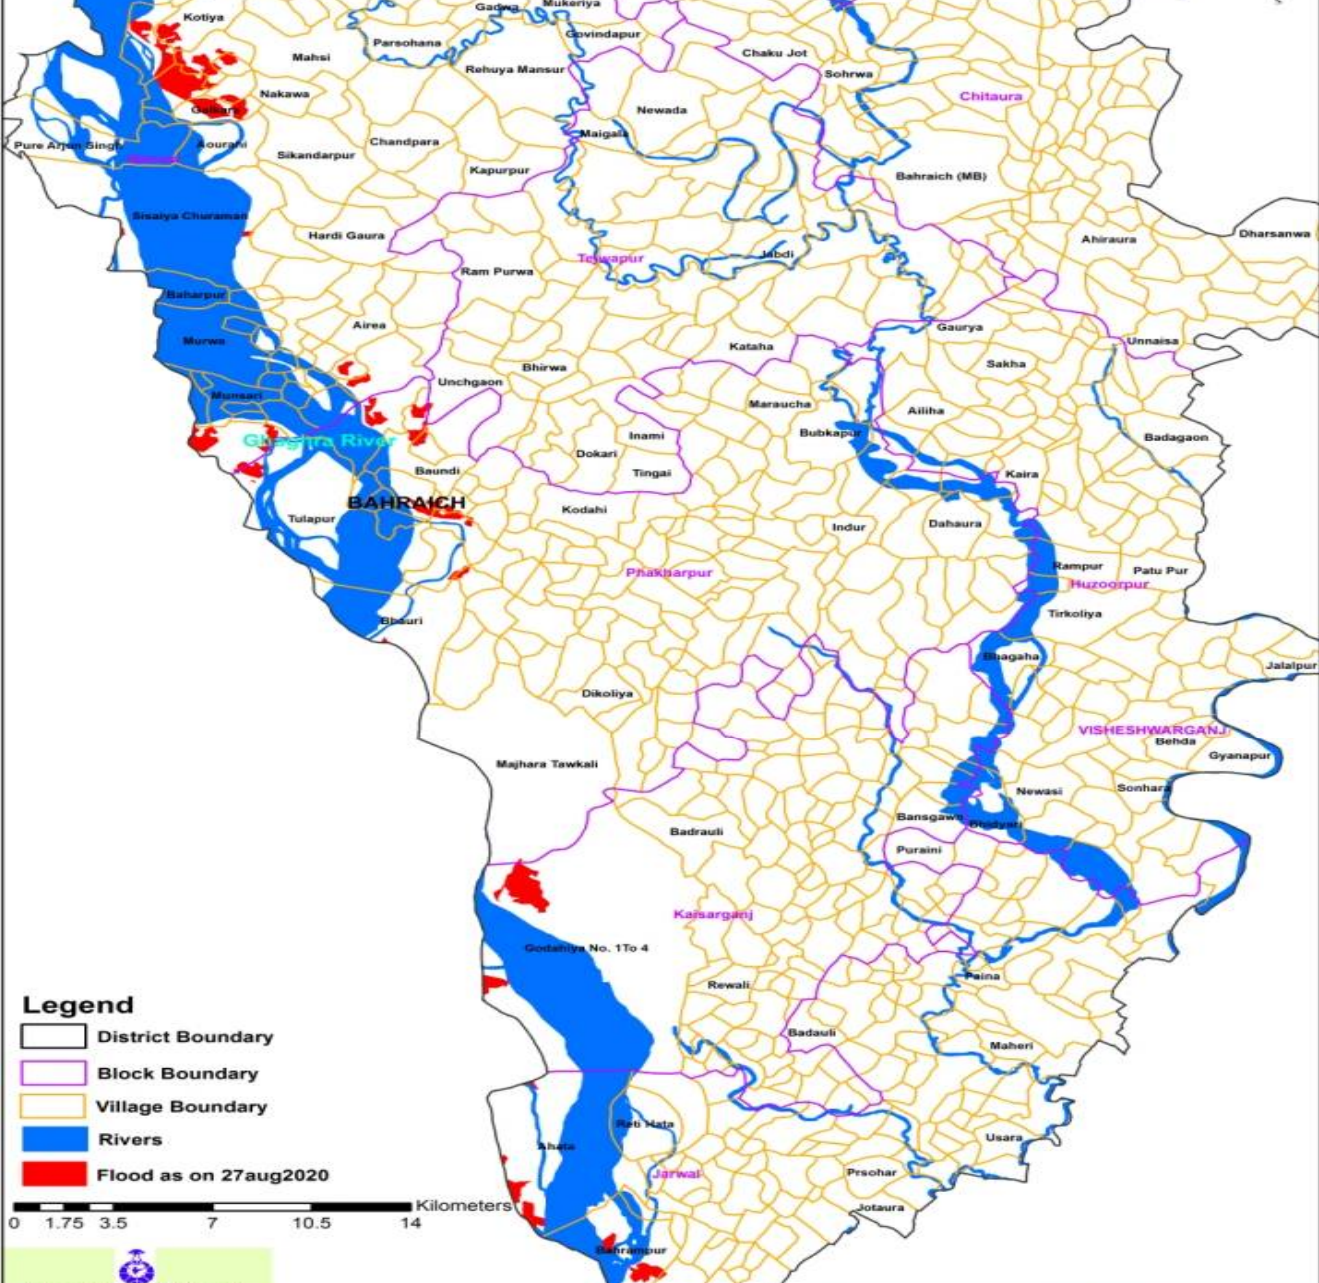 Gadwa
Mukeriya
Kotiya
Govindapur
Parsohana
Chaku Jot
Mahsi
Rehuya Mansur
Sohrwa
Nakawa
Chitaura
Newada
Maigala
Pure Arjun Singh
Aourahi
Chandpara
Sikandarpur
Kapurpur
Bahraich (MB)
Sisaiya Churaman
Hardi Gaura
Ahiraura
Dharsanwa
Tejwapur
Jabdi
Ram Purwa
Baharpur
Airea
Gaurya
Murwa
Kataha
Unnaisa
Bhirwa
Sakha
Unchgaon
Munsari
Maraucha
Ailiha
Ghaghra River
Inami
Bubkapur
Badagaon
Dokari
Baundi
Tingai
Kaira
BAHRAICH
Kodahi
Tulapur
Indur
Dahaura
Phakharpur
Rampur
Patu Pur
Huzoorpur
Bhauri
Tirkoliya
Bhagaha
Jalalpur
Dikoliya
VISHESHWARGANJ
Behda
Gyanapur
Majhara Tawkali
Newasi
Sonhara
Bansgawn
Badrauli
Puraini
Kaisarganj
Godahiya No. 1To 4
Paina
Rewali
Badauli
Maheri
Reti Hata
Ahata
Usara
Jarwal
Prsohar
Jotaura
Bahrampur
Legend
District Boundary
Block Boundary
Village Boundary
Rivers
Flood as on 27aug2020
Kilometers
0 1.75 3.5 7 10.5 14